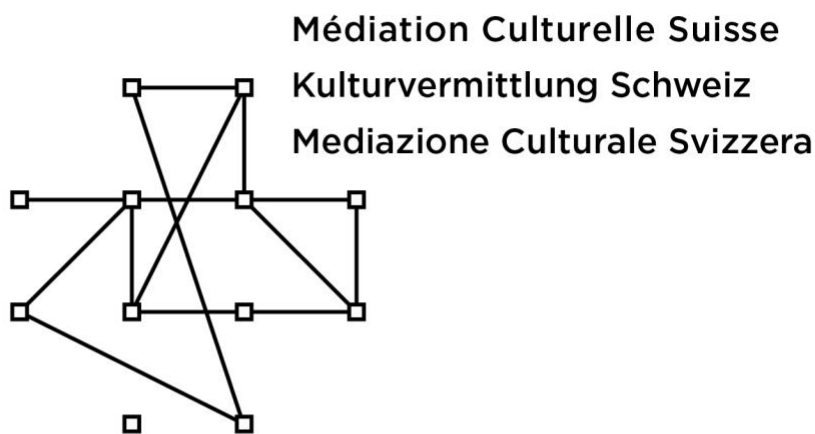 Médiation Culturelle Suisse
Kulturvermittlung Schweiz
Mediazione Culturale Svizzera